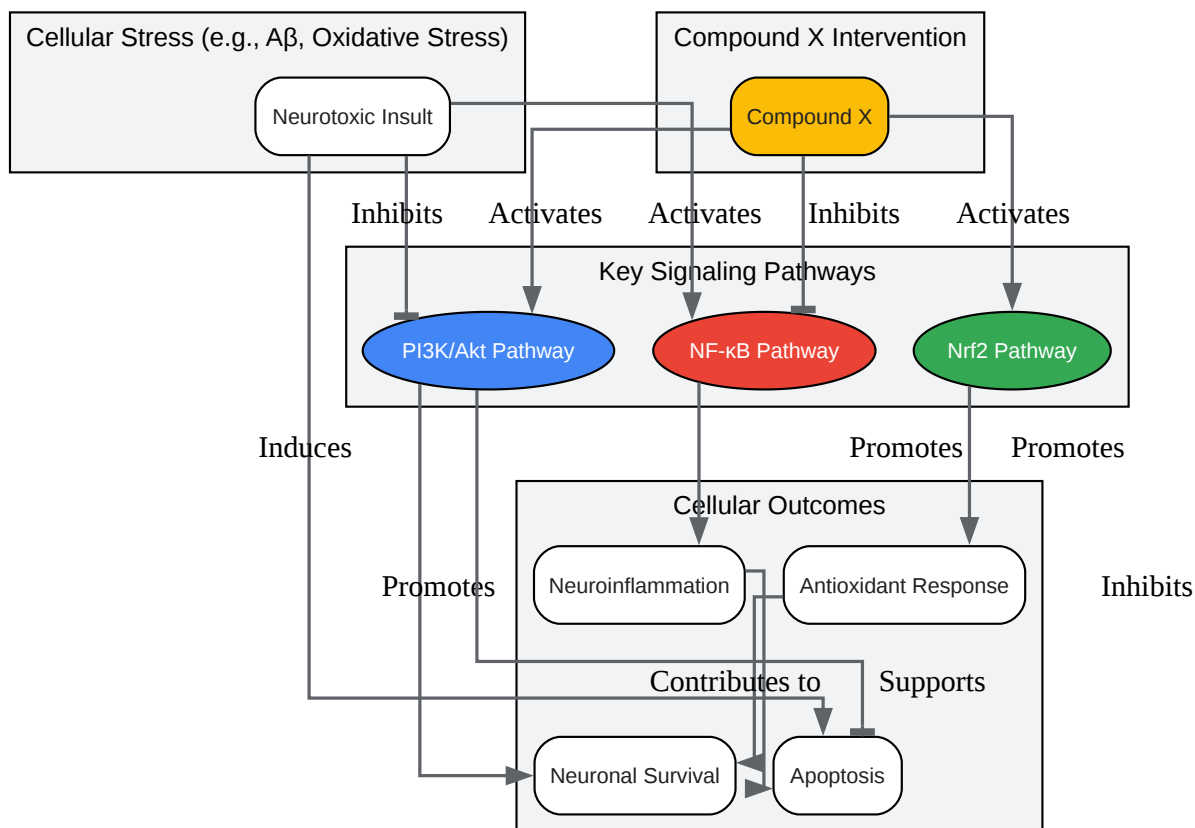 Cellular Stress (e.g., Aβ, Oxidative Stress)
Compound X Intervention
Neurotoxic Insult
Compound X
Inhibits
Activates
Activates
Inhibits
Activates
Key Signaling Pathways
PI3K/Akt Pathway
NF-κB Pathway
Nrf2 Pathway
Induces
Promotes
Promotes
Cellular Outcomes
Neuroinflammation
Antioxidant Response
Promotes
Inhibits
Contributes to
Supports
Neuronal Survival
Apoptosis